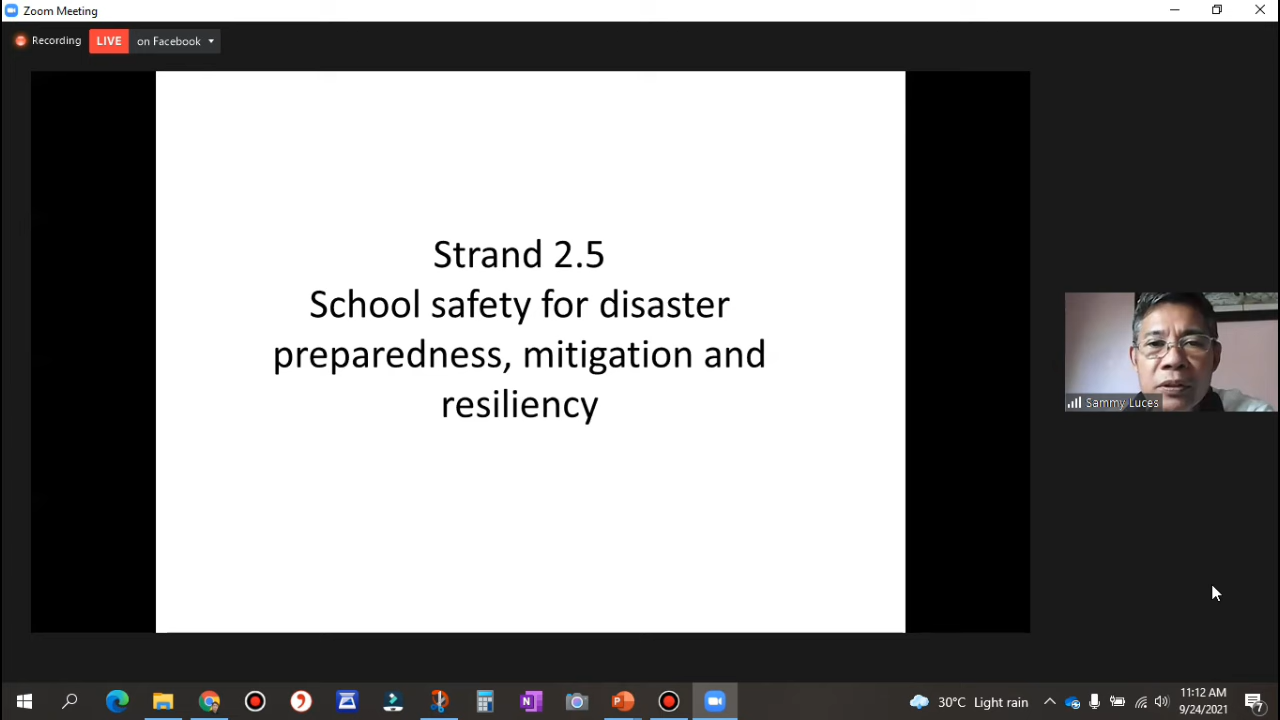 Zoom Meeting
Recording
LIVE
on Facebook
Strand 2.5
School safety for disaster
preparedness, mitigation and
resiliency
Sammy Luces
30°C Light rain
11:12 AM
9/24/2021
7